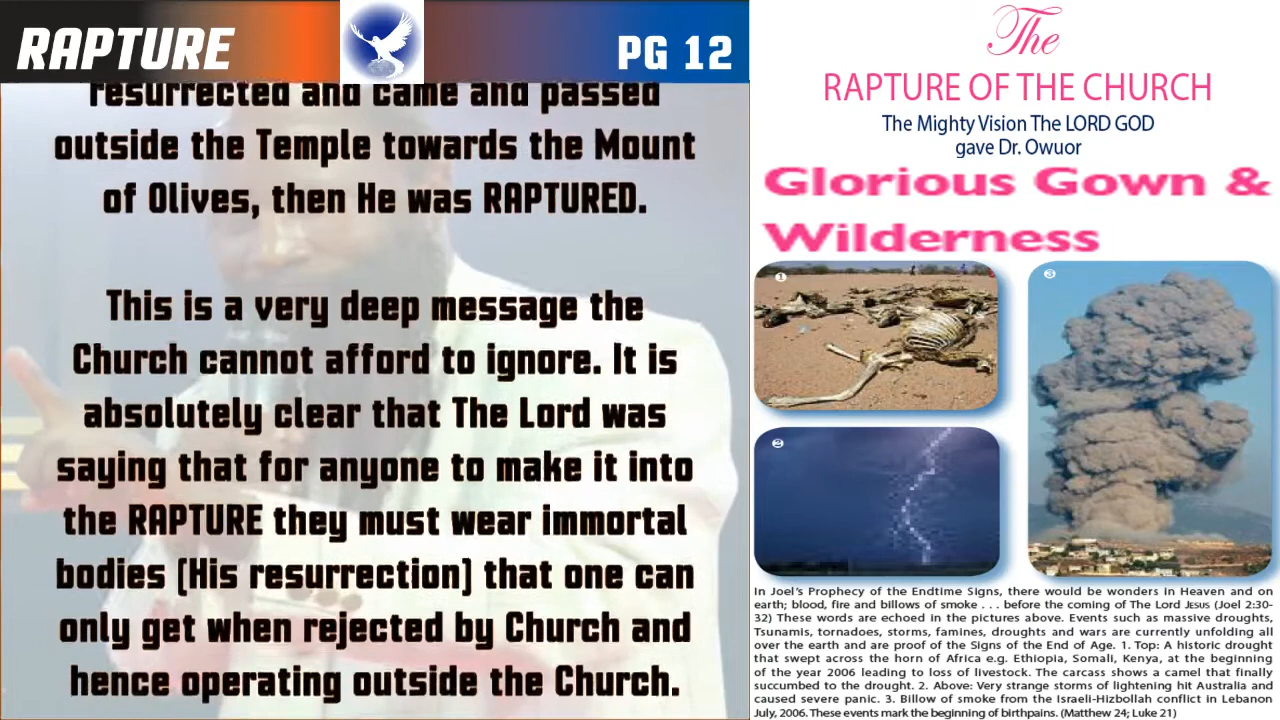 RAPTURE
PG 12
resurrected and came and passed
outside the Temple towards the Mount
of Olives, then He was RAPTURED.
This is a very deep message the
Church cannot afford to ignore. It is
absolutely clear that The Lord was
saying that for anyone to make it into
the RAPTURE they must wear immortal
bodies (His resurrection) that one can
only get when rejected by Church and
hence operating outside the Church.
The
RAPTURE OF THE CHURCH
The Mighty Vision The LORD GOD
gave Dr. Owuor
Glorious Gown &
Wilderness
1
2
3
In Joel's Prophecy of the Endtime Signs, there would be wonders in Heaven and on
earth; blood, fire and billows of smoke . . . before the coming of The Lord Jesus (Joel 2:30-
32) These words are echoed in the pictures above. Events such as massive droughts,
Tsunamis, tornadoes, storms, famines, droughts and wars are currently unfolding all
over the earth and are proof of the Signs of the End of Age. 1. Top: A historic drought
that swept across the horn of Africa e.g. Ethiopia, Somali, Kenya, at the beginning
of the year 2006 leading to loss of livestock. The carcass shows a camel that finally
succumbed to the drought. 2. Above: Very strange storms of lightening hit Australia and
caused severe panic. 3. Billow of smoke from the Israeli-Hizbollah conflict in Lebanon
July, 2006. These events mark the beginning of birthpains. (Matthew 24; Luke 21)